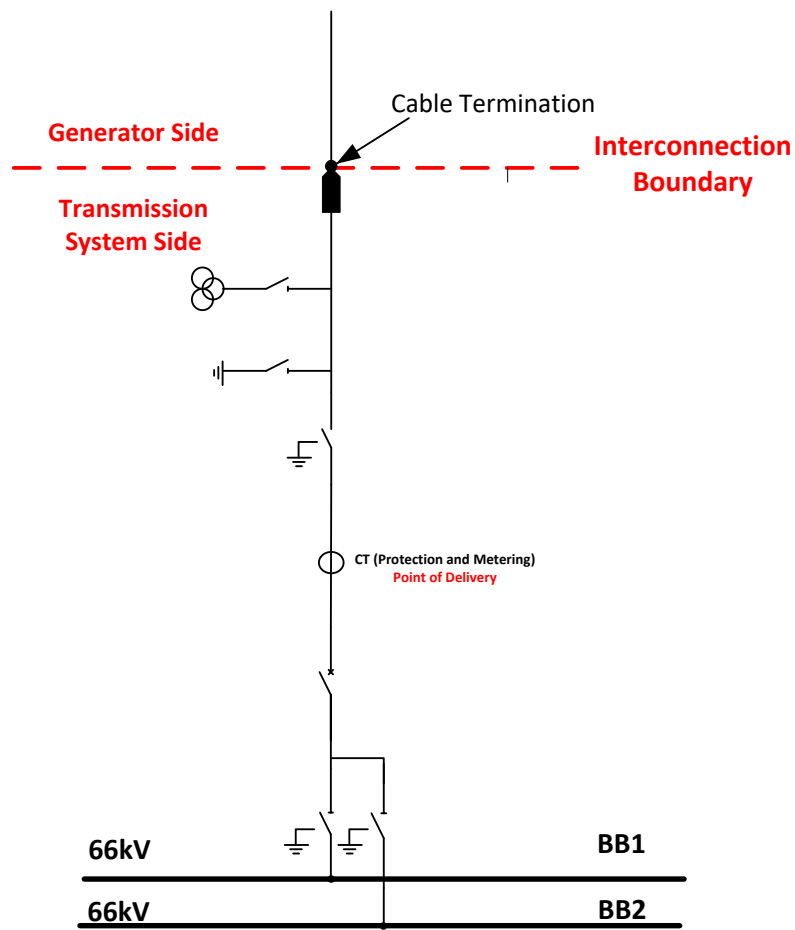 Cable Termination
Generator Side
Interconnection
Boundary
Transmission
System Side
CT (Protection and Metering)
Point of Delivery
66kV
BB1
66kV
BB2